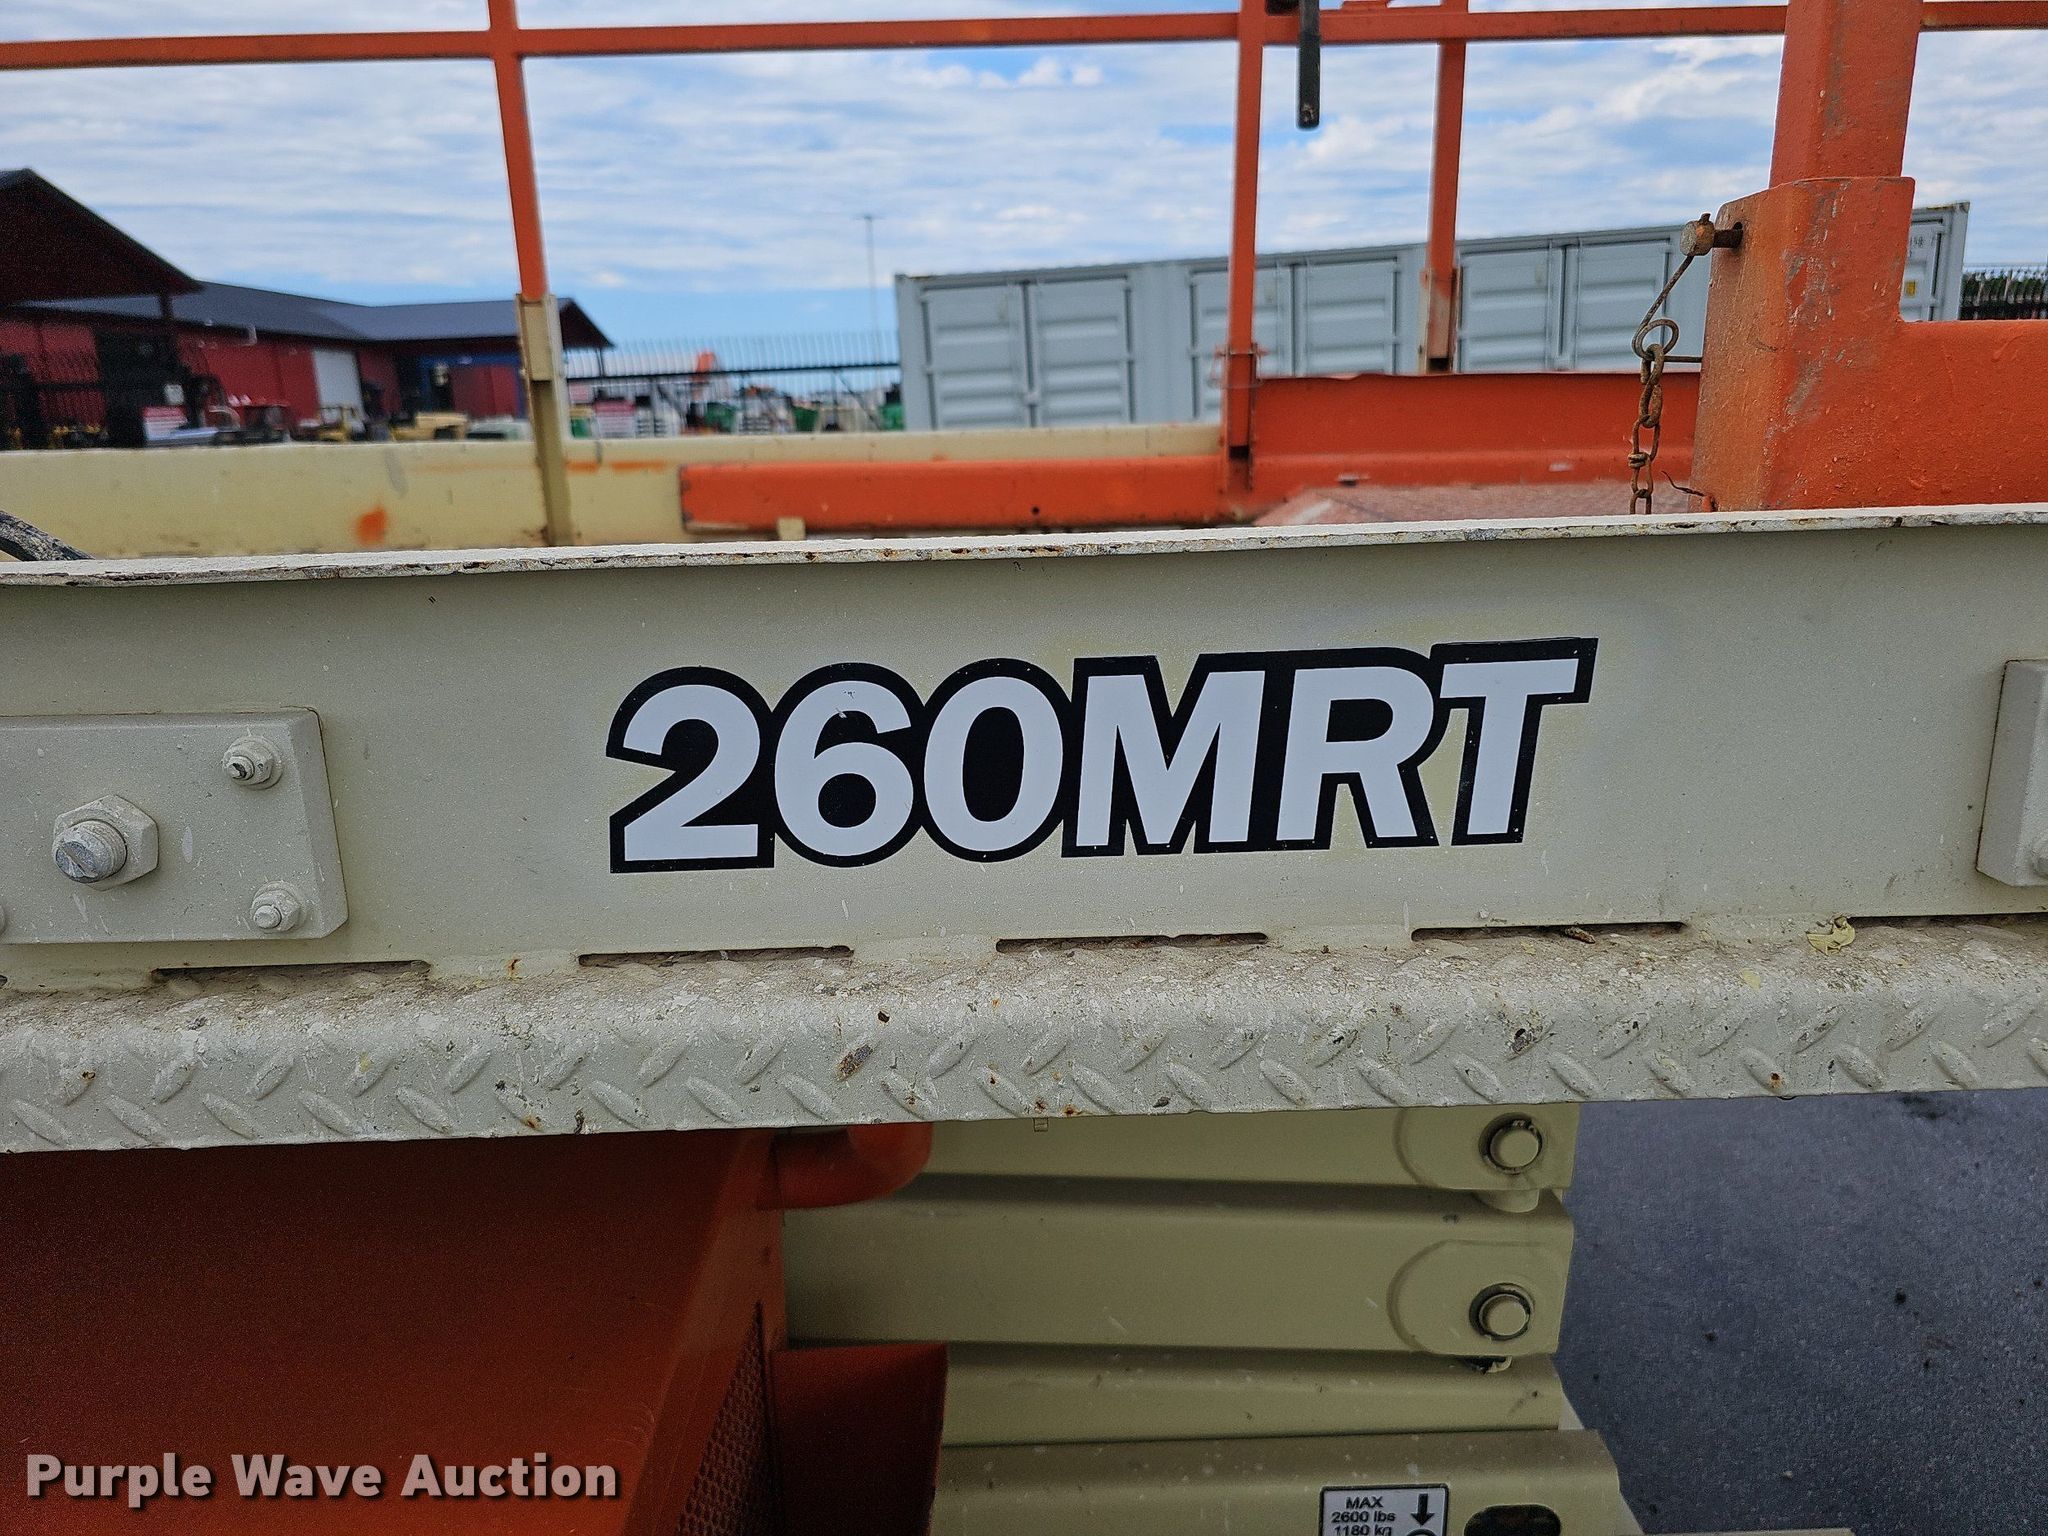 260MRT
MAX
2600 lbs
1180 kg
Purple Wave Auction